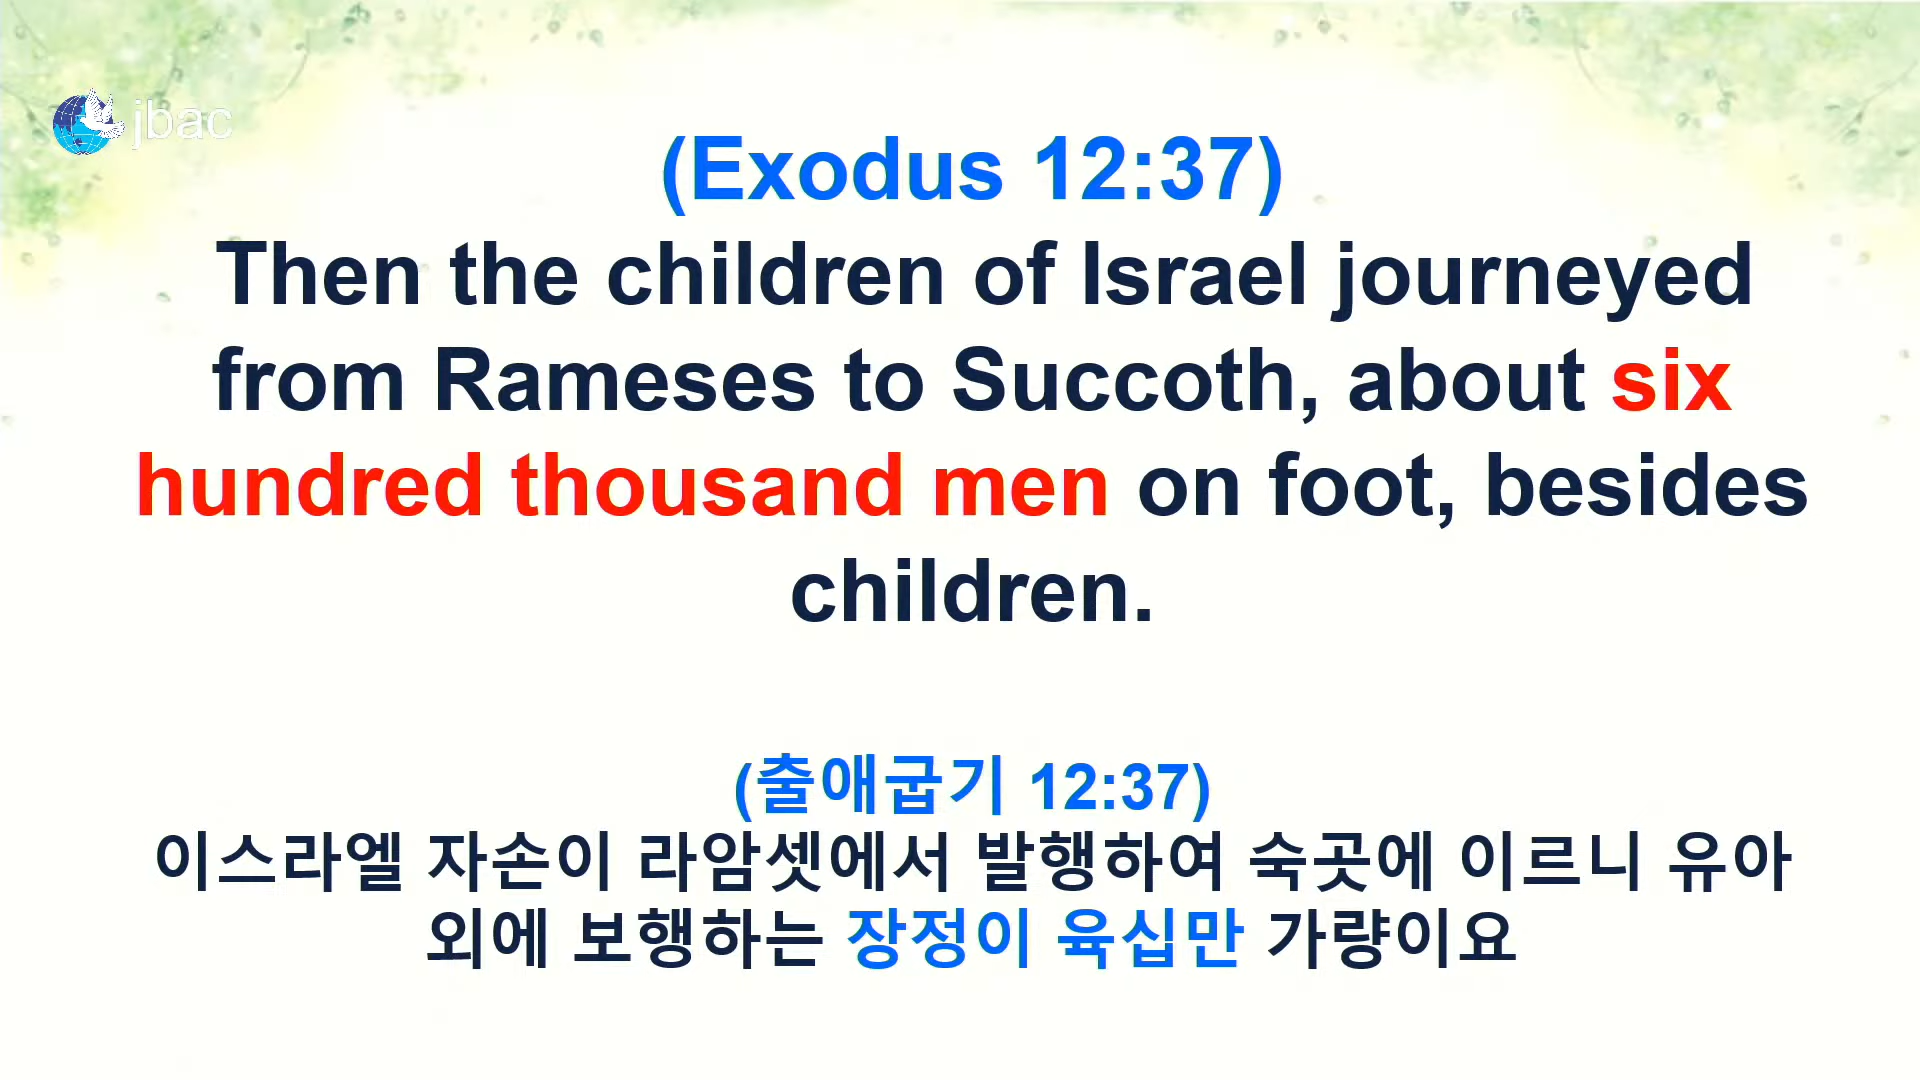 jbac
(Exodus 12:37)
Then the children of Israel journeyed
from Rameses to Succoth, about six
hundred thousand men on foot, besides
children.
(출애굽기 12:37)
이스라엘 자손이 라암셋에서 발행하여 숙곳에 이르니 유아
외에 보행하는 장정이 육십만 가량이요